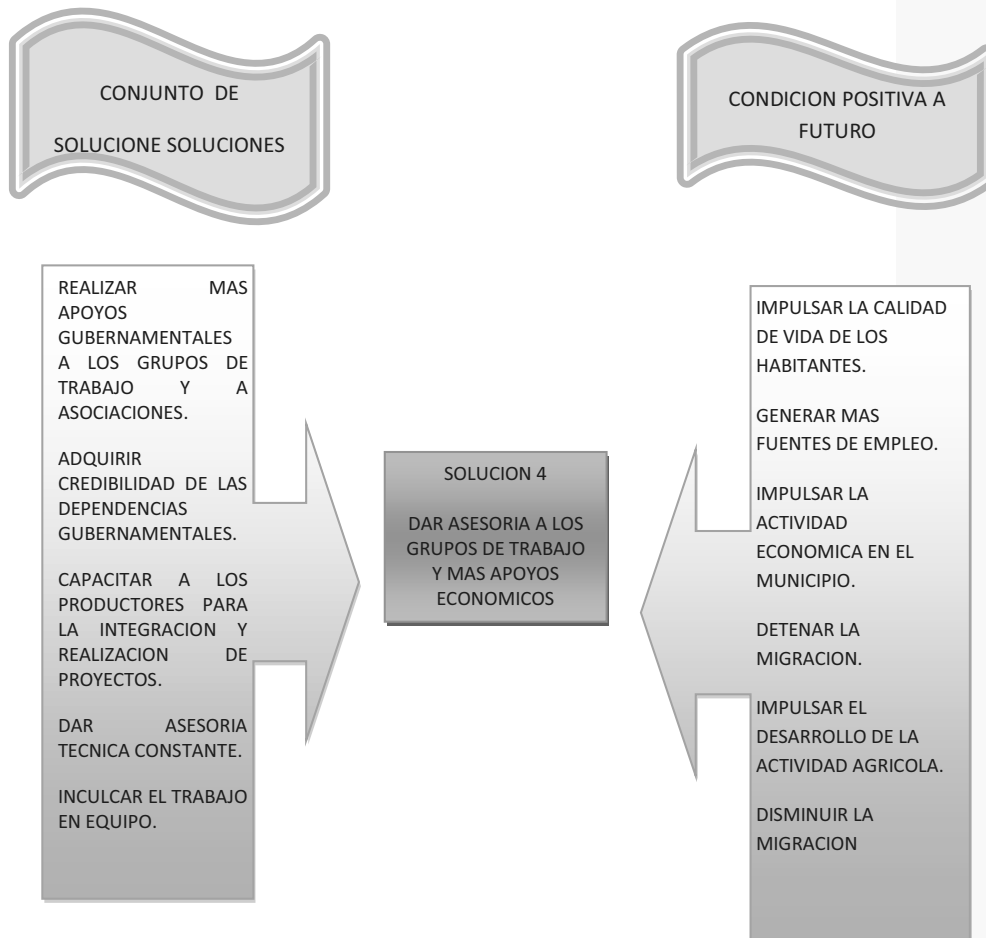 CONJUNTO DE
SOLUCIONE SOLUCIONES
CONDICION POSITIVA A
FUTURO
REALIZAR MAS
APOYOS
GUBERNAMENTALES
A LOS GRUPOS DE
TRABAJO Y A
ASOCIACIONES.
ADQUIRIR
CREDIBILIDAD DE LAS
DEPENDENCIAS
GUBERNAMENTALES.
CAPACITAR A LOS
PRODUCTORES PARA
LA INTEGRACION Y
REALIZACION DE
PROYECTOS.
DAR ASESORIA
TECNICA CONSTANTE.
INCULCAR EL TRABAJO
EN EQUIPO.
SOLUCION 4
DAR ASESORIA A LOS
GRUPOS DE TRABAJO
Y MAS APOYOS
ECONOMICOS
IMPULSAR LA CALIDAD
DE VIDA DE LOS
HABITANTES.
GENERAR MAS
FUENTES DE EMPLEO.
IMPULSAR LA
ACTIVIDAD
ECONOMICA EN EL
MUNICIPIO.
DETENAR LA
MIGRACION.
IMPULSAR EL
DESARROLLO DE LA
ACTIVIDAD AGRICOLA.
DISMINUIR LA
MIGRACION